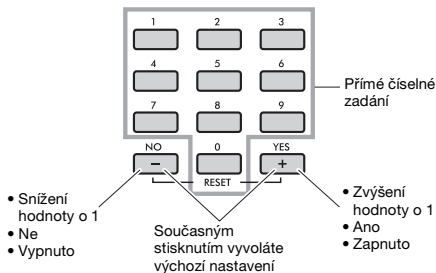 1 2 3
4 5 6
Přímé číselné
zadání
7 8 9
NO 0 YES
– +
RESET
• Snížení
hodnoty o 1
• Ne
• Vypnuto
Současným
stisknutím vyvoláte
výchozí nastavení
• Zvýšení
hodnoty o 1
• Ano
• Zapnuto